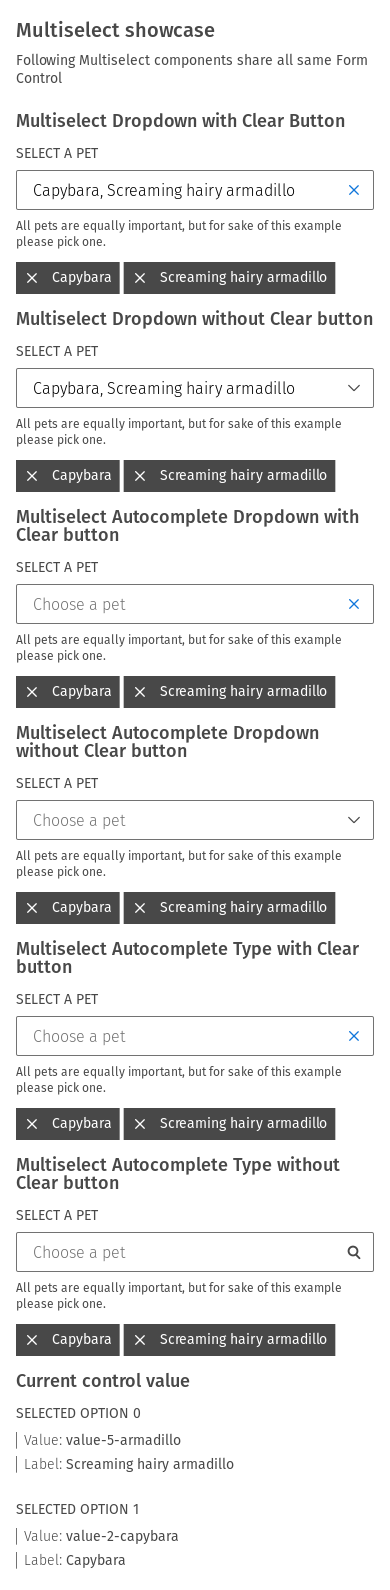 Multiselect showcase
Following Multiselect components share all same Form
Control
Multiselect Dropdown with Clear Button
SELECT A PET
Capybara, Screaming hairy armadillo
All pets are equally important, but for sake of this example
please pick one.
Capybara Screaming hairy armadillo
Multiselect Dropdown without Clear button
SELECT A PET
Capybara, Screaming hairy armadillo
All pets are equally important, but for sake of this example
please pick one.
Capybara Screaming hairy armadillo
Multiselect Autocomplete Dropdown with
Clear button
SELECT A PET
Choose a pet
All pets are equally important, but for sake of this example
please pick one.
Capybara Screaming hairy armadillo
Multiselect Autocomplete Dropdown
without Clear button
SELECT A PET
Choose a pet
All pets are equally important, but for sake of this example
please pick one.
Capybara Screaming hairy armadillo
Multiselect Autocomplete Type with Clear
button
SELECT A PET
Choose a pet
All pets are equally important, but for sake of this example
please pick one.
Capybara Screaming hairy armadillo
Multiselect Autocomplete Type without
Clear button
SELECT A PET
Choose a pet
All pets are equally important, but for sake of this example
please pick one.
Capybara Screaming hairy armadillo
Current control value
SELECTED OPTION 0
Value: value-5-armadillo
Label: Screaming hairy armadillo
SELECTED OPTION 1
Value: value-2-capybara
Label: Capybara